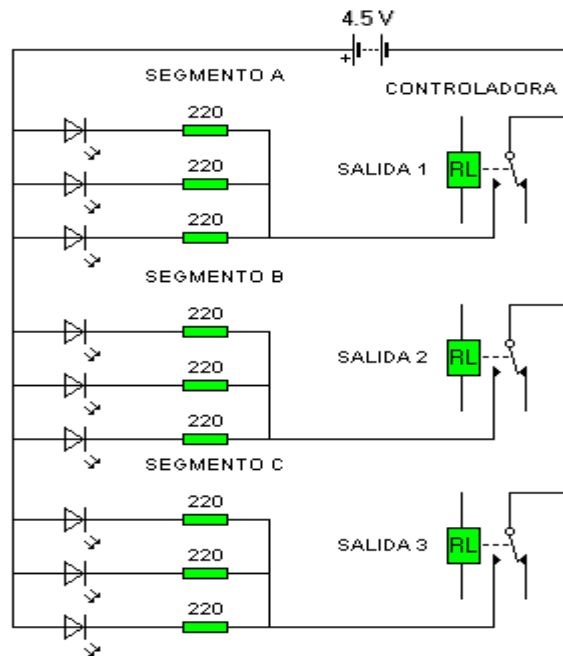 4.5 V
+
SEGMENTO A
CONTROLADORA
220
220
SALIDA 1
RL
220
SEGMENTO B
220
220
SALIDA 2
RL
220
SEGMENTO C
220
220
SALIDA 3
RL
220